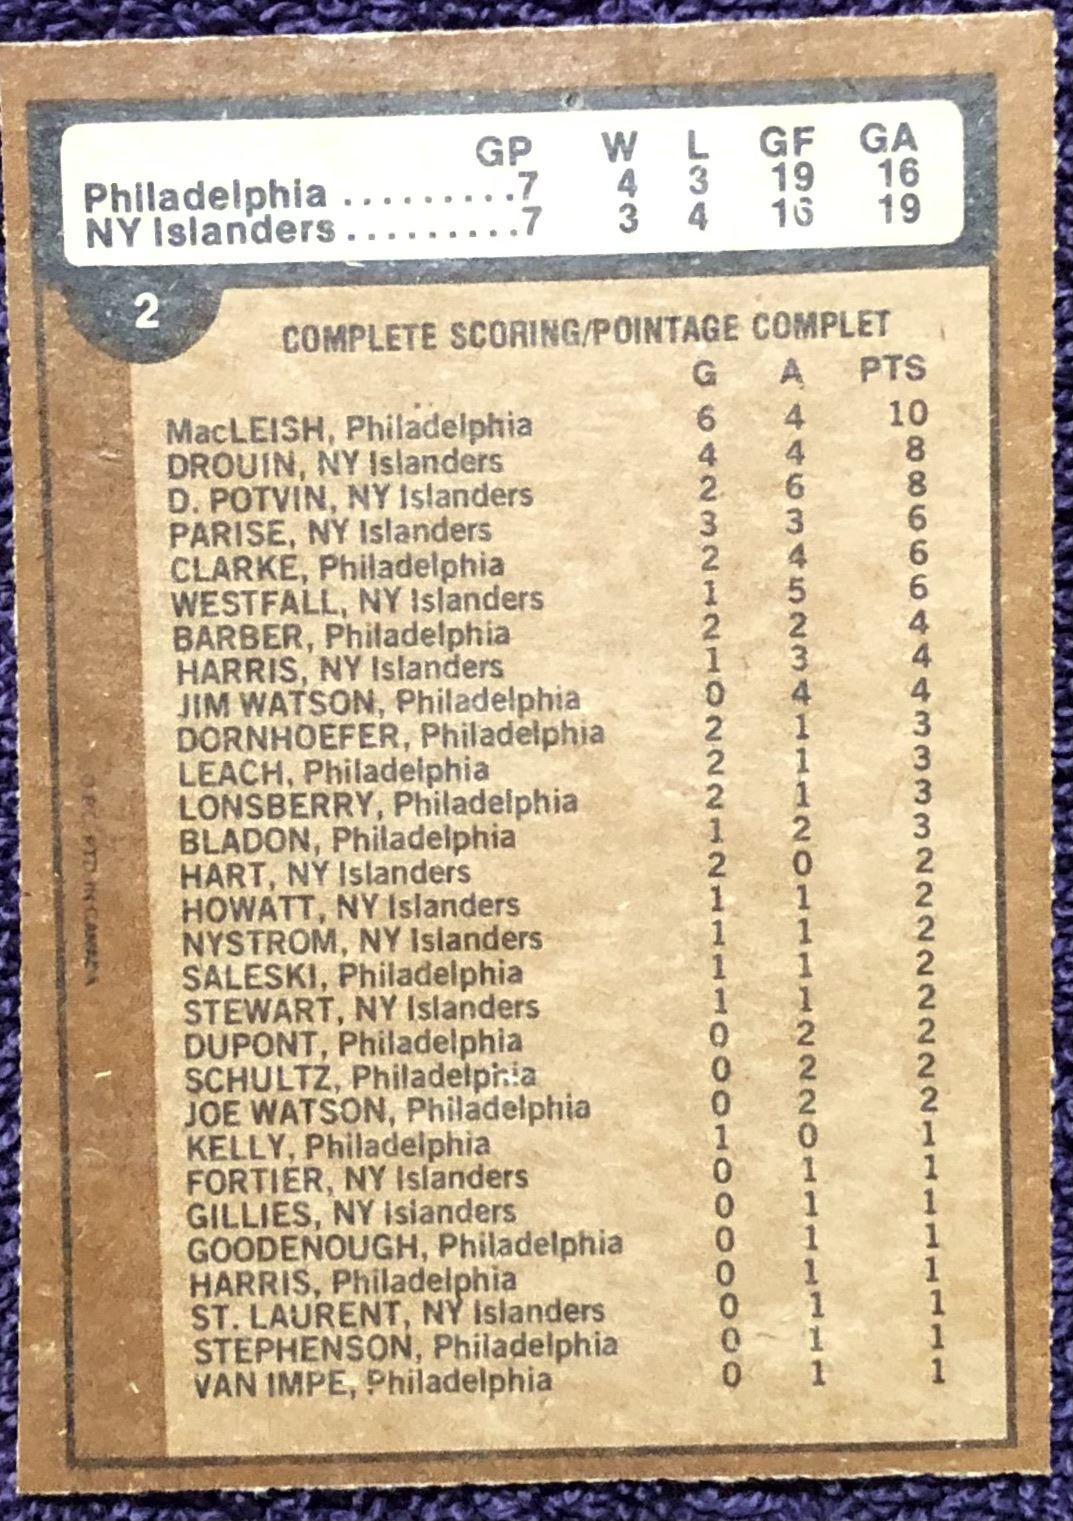 GP W L GF GA
Philadelphia .........7 4 3 19 16
NY Islanders .........7 3 4 16 19
2
COMPLETE SCORING/POINTAGE COMPLET
G A PTS
MacLEISH, Philadelphia 6 4 10
DROUIN, NY Islanders 4 4 8
D. POTVIN, NY Islanders 2 6 8
PARISE, NY Islanders 3 3 6
CLARKE, Philadelphia 2 4 6
WESTFALL, NY Islanders 1 5 6
BARBER, Philadelphia 2 2 4
HARRIS, NY Islanders 1 3 4
JIM WATSON, Philadelphia 0 4 4
DORNHOEFER, Philadelphia 2 1 3
LEACH, Philadelphia 2 1 3
LONSBERRY, Philadelphia 2 1 3
BLADON, Philadelphia 1 2 3
HART, NY Islanders 2 0 2
HOWATT, NY Islanders 1 1 2
NYSTROM, NY Islanders 1 1 2
SALESKI, Philadelphia 1 1 2
STEWART, NY Islanders 1 1 2
DUPONT, Philadelphia 0 2 2
SCHULTZ, Philadelphia 0 2 2
JOE WATSON, Philadelphia 0 2 2
KELLY, Philadelphia 1 0 1
FORTIER, NY Islanders 0 1 1
GILLIES, NY Islanders 0 1 1
GOODENOUGH, Philadelphia 0 1 1
HARRIS, Philadelphia 0 1 1
ST. LAURENT, NY Islanders 0 1 1
STEPHENSON, Philadelphia 0 1 1
VAN IMPE, Philadelphia 0 1 1
PTD IN CANADA